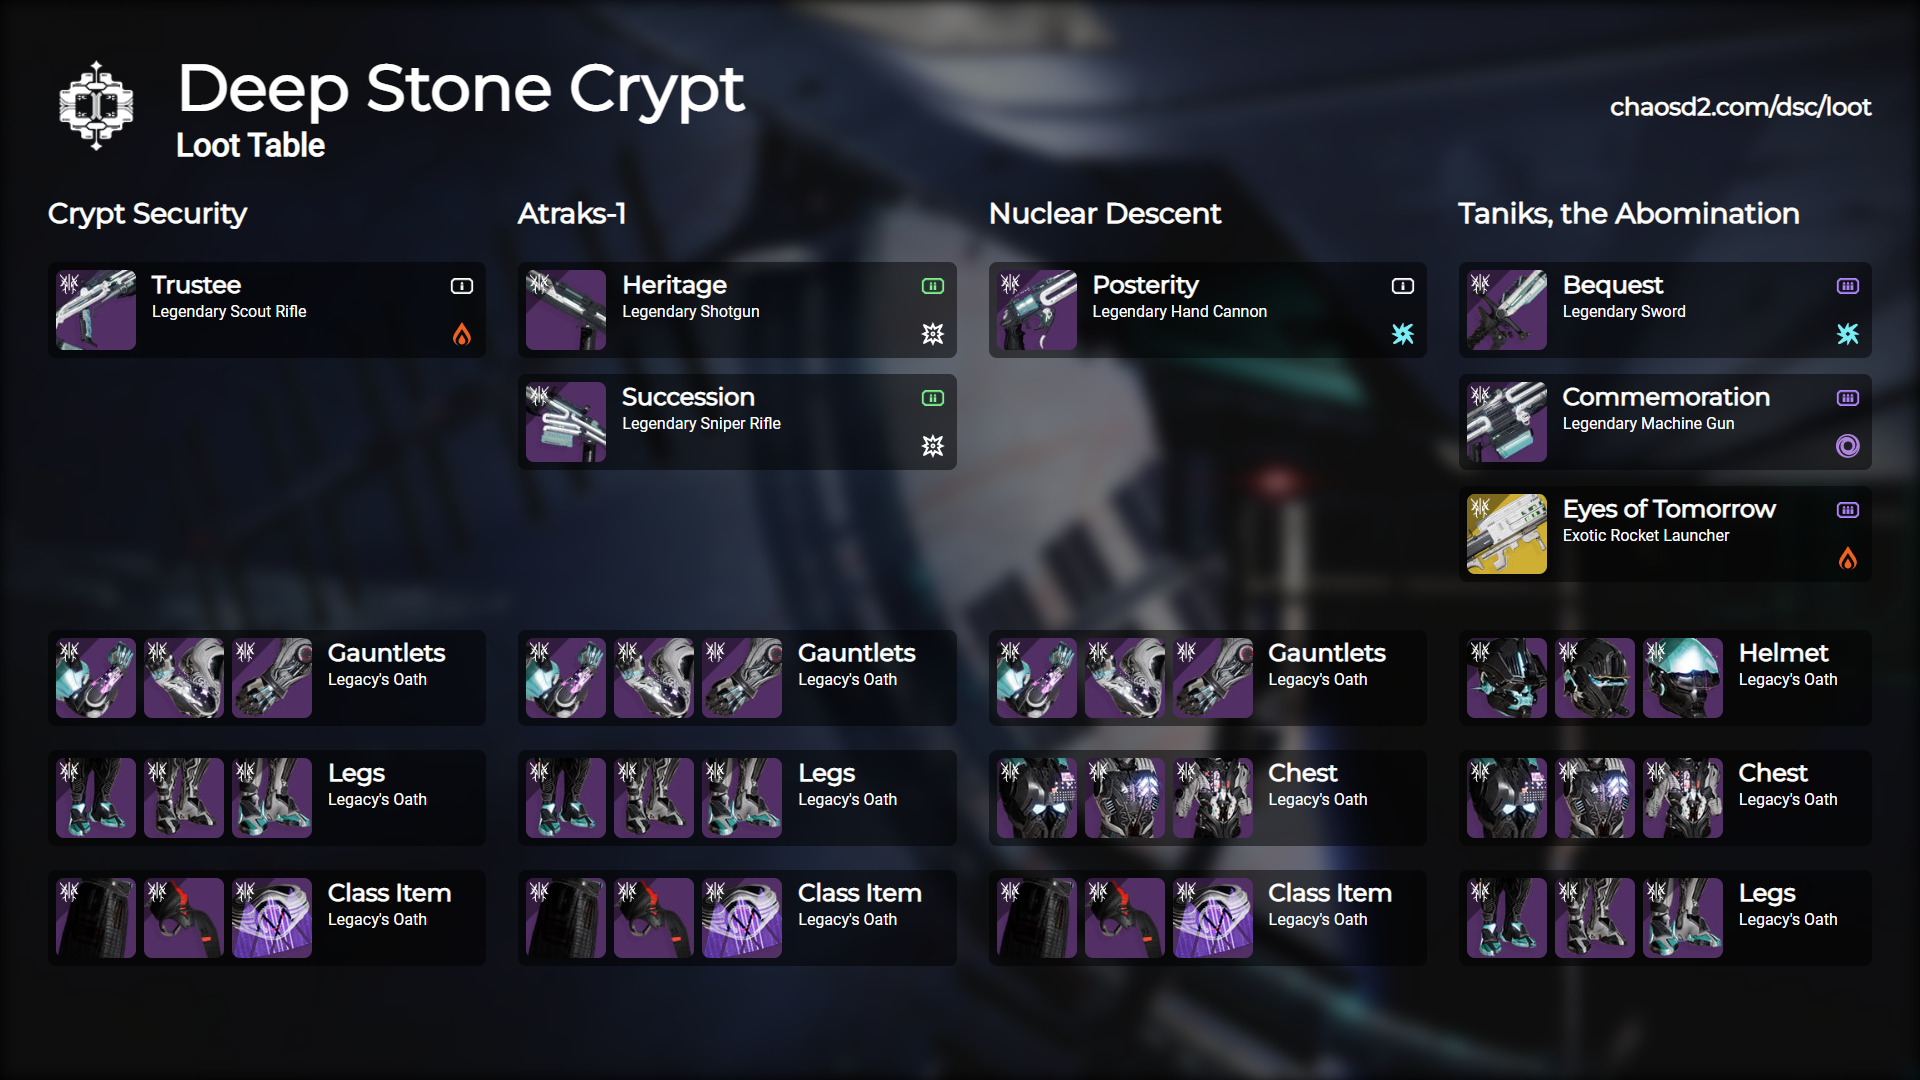 Deep Stone Crypt
Loot Table
chaosd2.com/dsc/loot
Crypt Security
Trustee
Legendary Scout Rifle
Gauntlets
Legacy's Oath
Legs
Legacy's Oath
Class Item
Legacy's Oath
Atraks-1
Heritage
Legendary Shotgun
Succession
Legendary Sniper Rifle
Gauntlets
Legacy's Oath
Legs
Legacy's Oath
Class Item
Legacy's Oath
Nuclear Descent
Posterity
Legendary Hand Cannon
Gauntlets
Legacy's Oath
Chest
Legacy's Oath
Class Item
Legacy's Oath
Taniks, the Abomination
Bequest
Legendary Sword
Commemoration
Legendary Machine Gun
Eyes of Tomorrow
Exotic Rocket Launcher
Helmet
Legacy's Oath
Chest
Legacy's Oath
Legs
Legacy's Oath